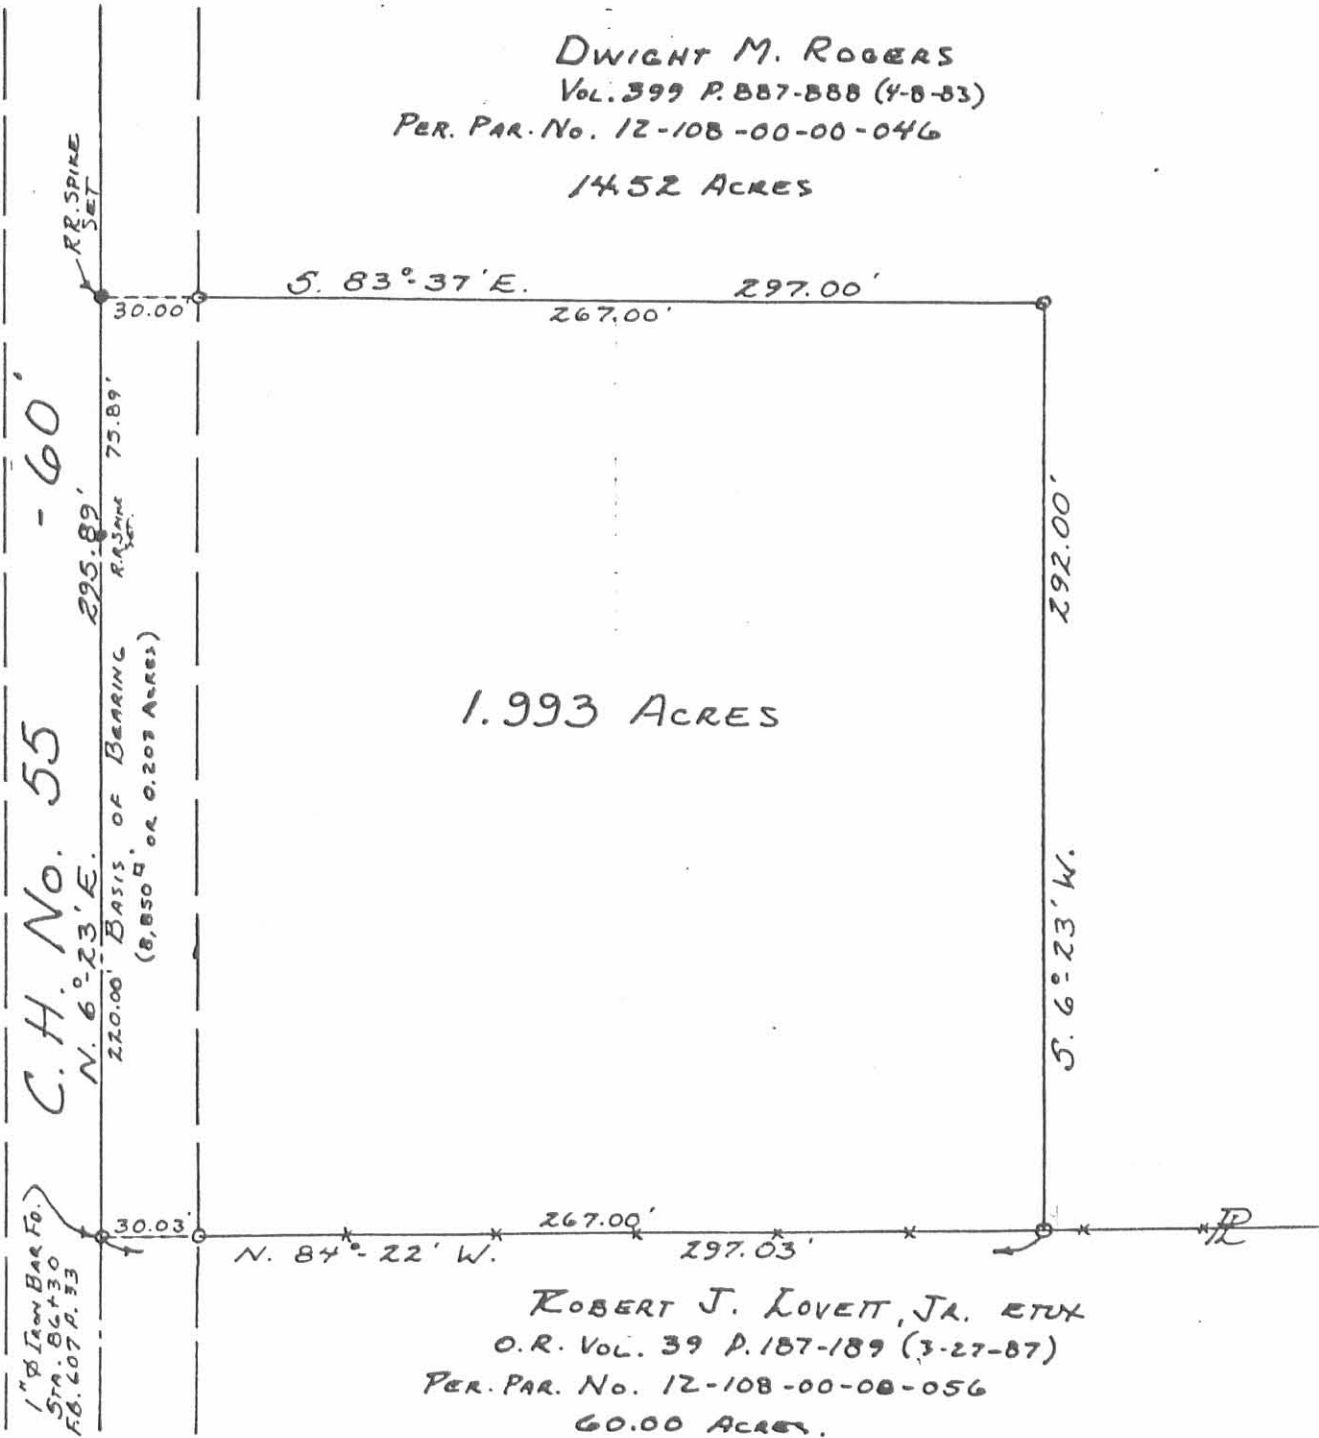 DWIGHT M. ROGERS
VOL. 399 P. 887-888 (4-8-83)
PER. PAR. NO. 12-108-00-00-046
14.52 ACRES
RR. SPIKE
SET
S. 83°-37' E. 297.00'
30.00'
267.00'
C. H. No. 55 - 60'
N. 6°-23' E. 295.89'
220.00' BASIS OF BEARING
R.R. SPIKE
SET.
75.89'
(8,850 □' OR 0.203 ACRES)
1.993 ACRES
292.00'
S. 6°-23' W.
30.03'
267.00'
N. 84°-22' W. 297.03'
PL
1" Ø IRON BAR FD.
STA. 86+30
F.B. 607 P. 33
ROBERT J. LOVETT, JR. ETUX
O.R. VOL. 39 P. 187-189 (3-27-87)
PER. PAR. NO. 12-108-00-00-056
60.00 ACRES.